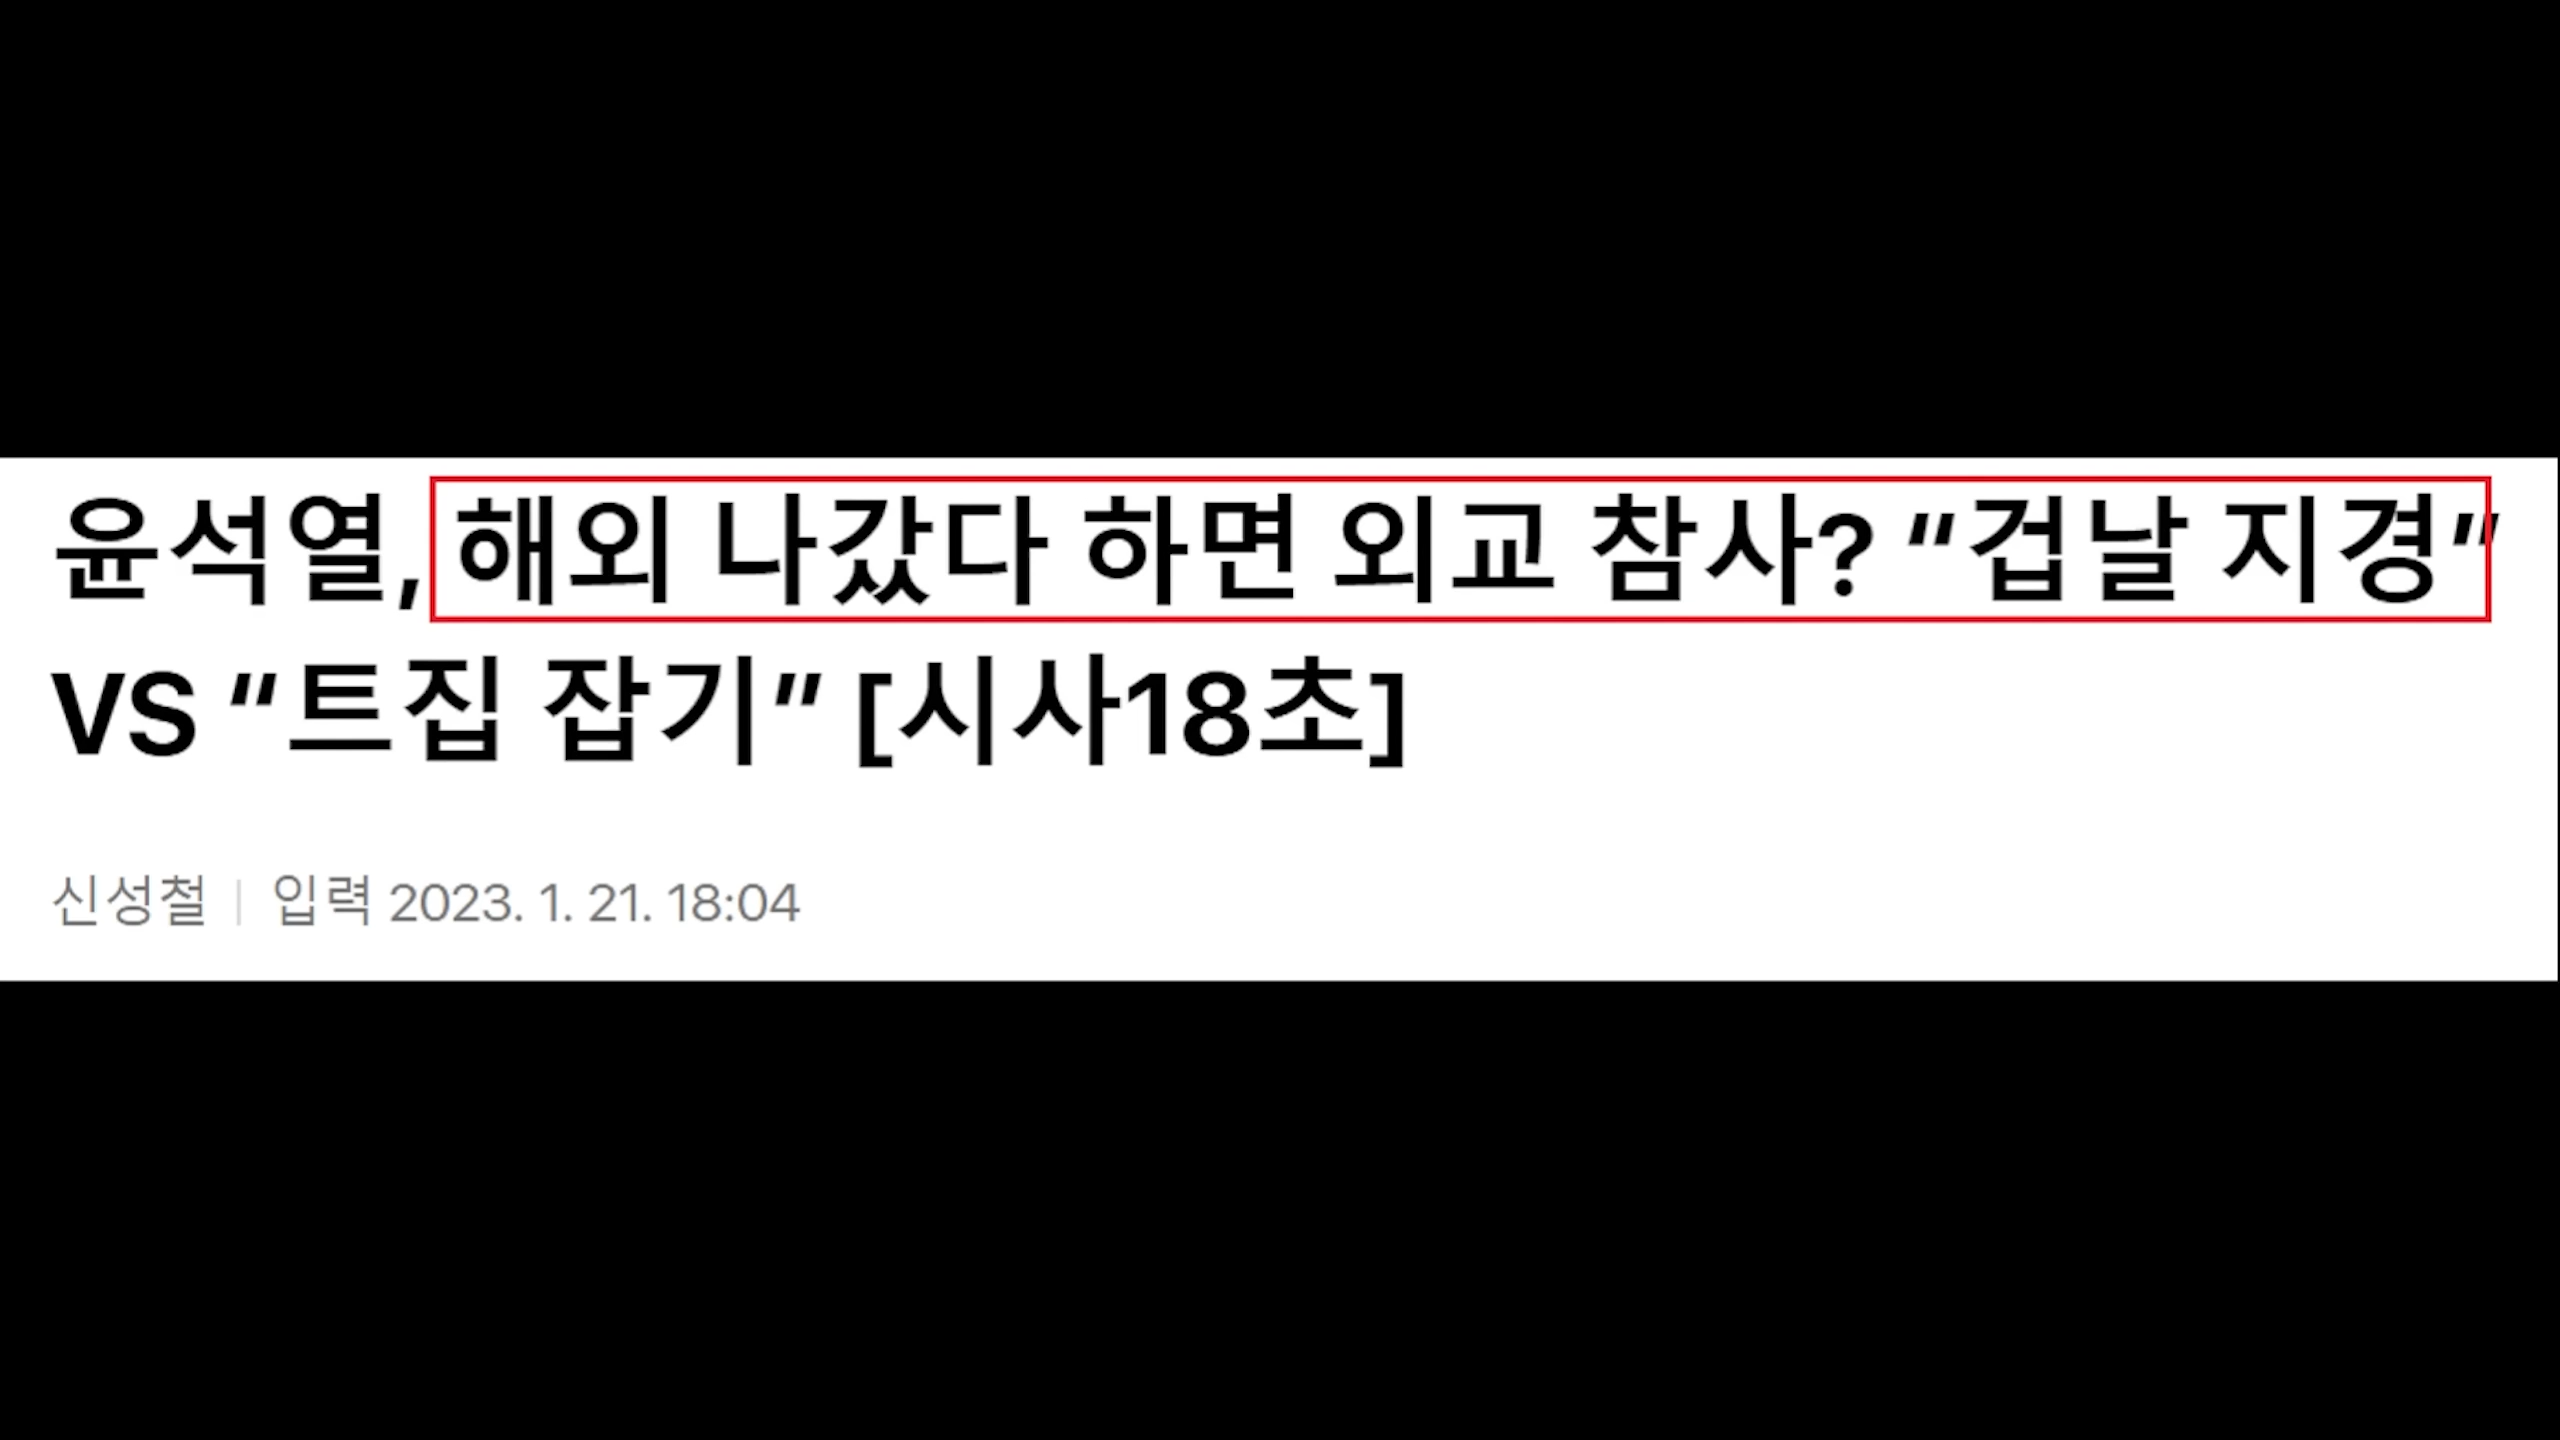 윤석열, 해외 나갔다 하면 외교 참사? "겁날 지경"
VS "트집 잡기" [시사18초]
신성철 | 입력 2023. 1. 21. 18:04